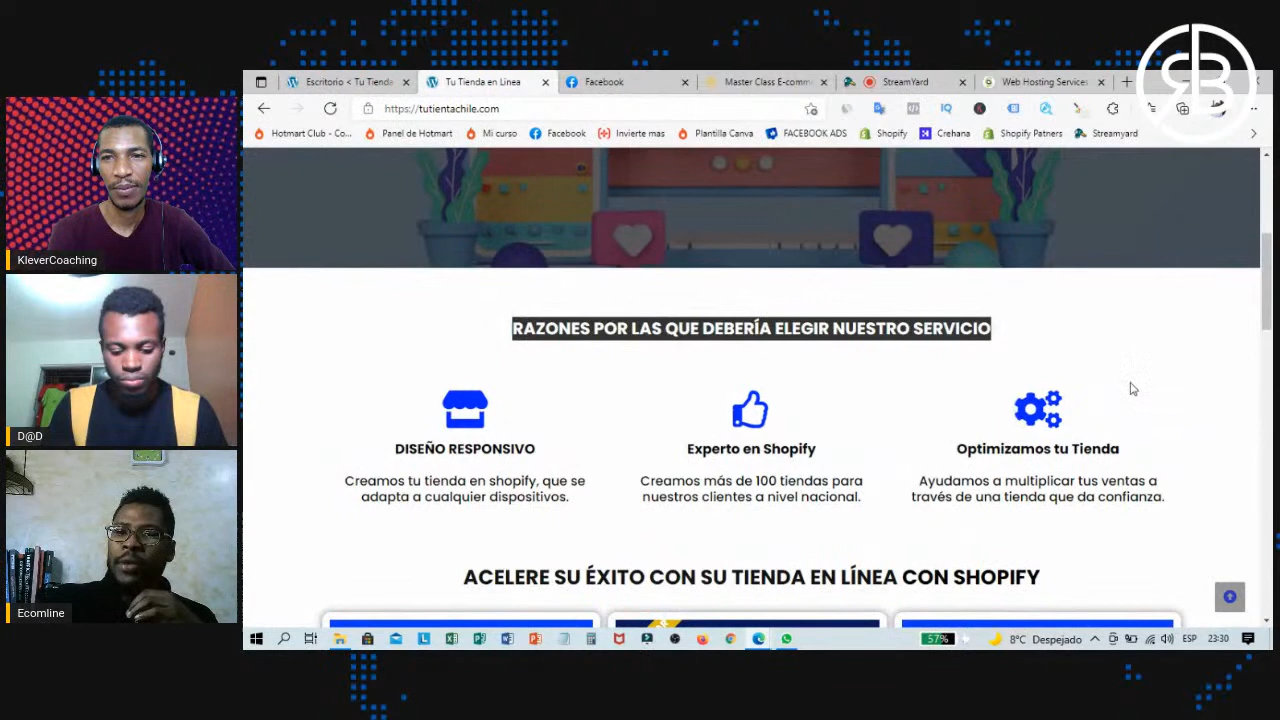 Escritorio < Tu Tienda
Tu Tienda en Linea
Facebook
Master Class E-comm
StreamYard
Web Hosting Services
https://tutientachile.com
Hotmart Club - Co...
Panel de Hotmart
Mi curso
Facebook
Invierte mas
Plantilla Canva
FACEBOOK ADS
Shopify
Crehana
Shopify Patners
Streamyard
KleverCoaching
D@D
Ecomline
RAZONES POR LAS QUE DEBERÍA ELEGIR NUESTRO SERVICIO
DISEÑO RESPONSIVO
Creamos tu tienda en shopify, que se
adapta a cualquier dispositivos.
Experto en Shopify
Creamos más de 100 tiendas para
nuestros clientes a nivel nacional.
Optimizamos tu Tienda
Ayudamos a multiplicar tus ventas a
través de una tienda que da confianza.
ACELERE SU ÉXITO CON SU TIENDA EN LÍNEA CON SHOPIFY
57%
8°C Despejado
ESP
23:30